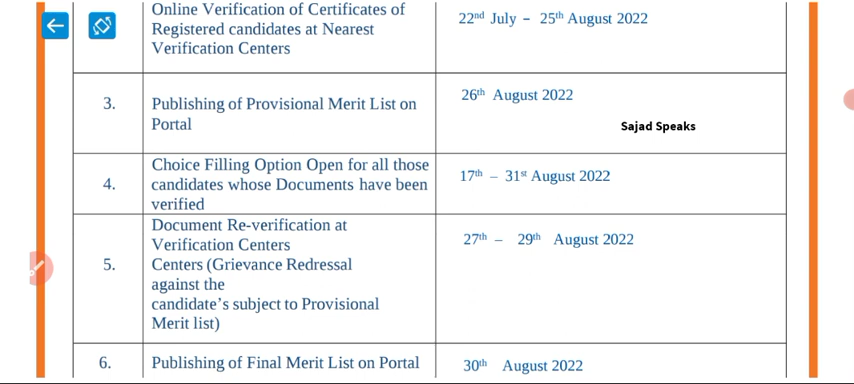 Online Verification of Certificates of
Registered candidates at Nearest
Verification Centers
22nd July – 25th August 2022
3.
Publishing of Provisional Merit List on
Portal
26th August 2022
Sajad Speaks
4.
Choice Filling Option Open for all those
candidates whose Documents have been
verified
17th – 31st August 2022
5.
Document Re-verification at
Verification Centers
Centers (Grievance Redressal
against the
candidate's subject to Provisional
Merit list)
27th – 29th August 2022
6.
Publishing of Final Merit List on Portal
30th August 2022